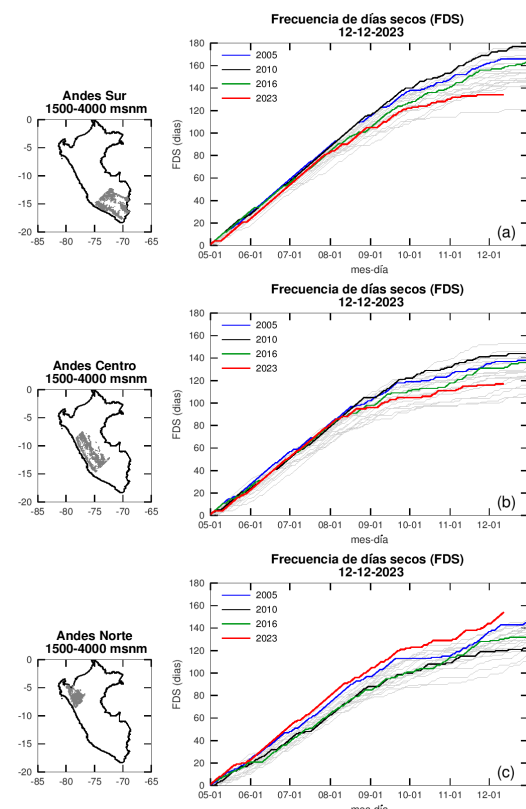 Frecuencia de días secos (FDS)
12-12-2023
Andes Sur
1500-4000 msnm
0
-5
-10
-15
-20
-85 -80 -75 -70 -65
FDS (días)
180
160
140
120
100
80
60
40
20
0
2005
2010
2016
2023
(a)
05-01 06-01 07-01 08-01 09-01 10-01 11-01 12-01
mes-día
Frecuencia de días secos (FDS)
12-12-2023
Andes Centro
1500-4000 msnm
0
-5
-10
-15
-20
-85 -80 -75 -70 -65
FDS (días)
180
160
140
120
100
80
60
40
20
0
2005
2010
2016
2023
(b)
05-01 06-01 07-01 08-01 09-01 10-01 11-01 12-01
mes-día
Frecuencia de días secos (FDS)
12-12-2023
Andes Norte
1500-4000 msnm
0
-5
-10
-15
-20
-85 -80 -75 -70 -65
FDS (días)
180
160
140
120
100
80
60
40
20
0
2005
2010
2016
2023
(c)
05-01 06-01 07-01 08-01 09-01 10-01 11-01 12-01
mes-día